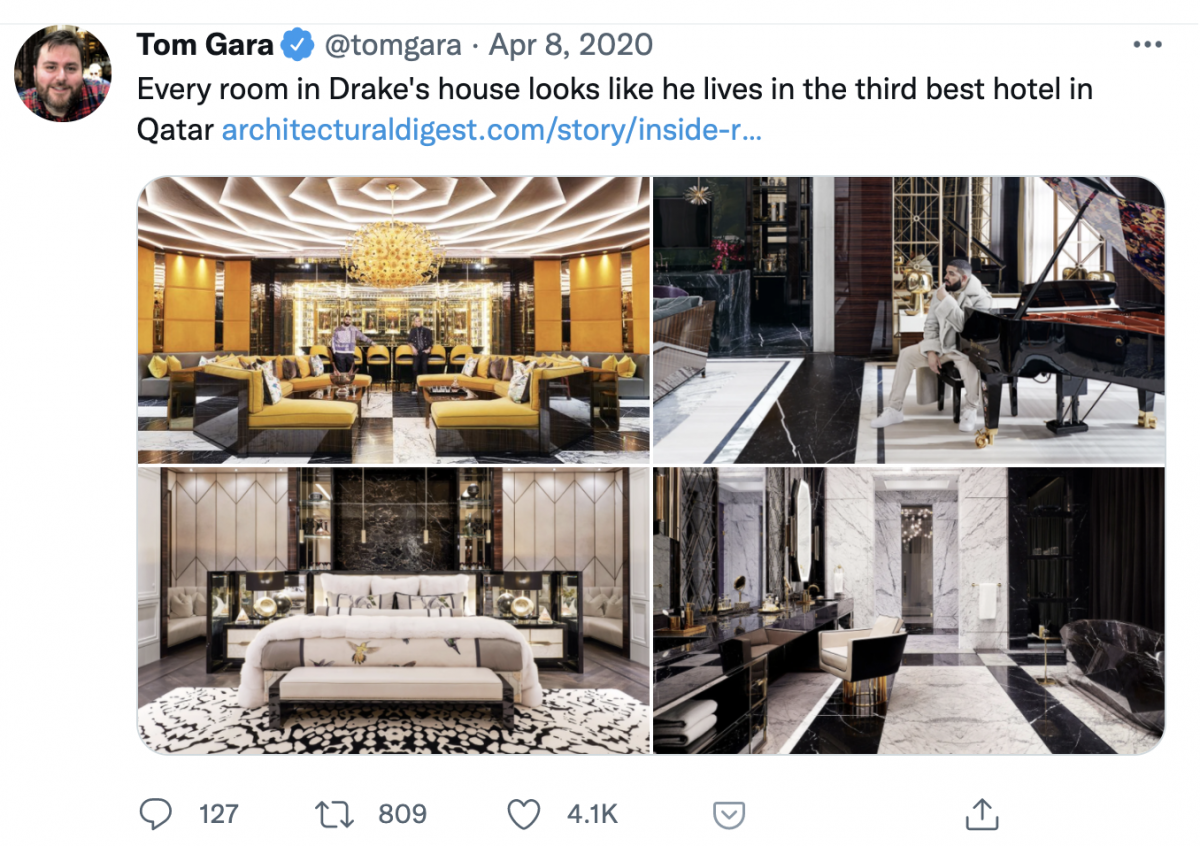 Tom Gara @tomgara · Apr 8, 2020
Every room in Drake's house looks like he lives in the third best hotel in
Qatar architecturaldigest.com/story/inside-r...
127 809 4.1K